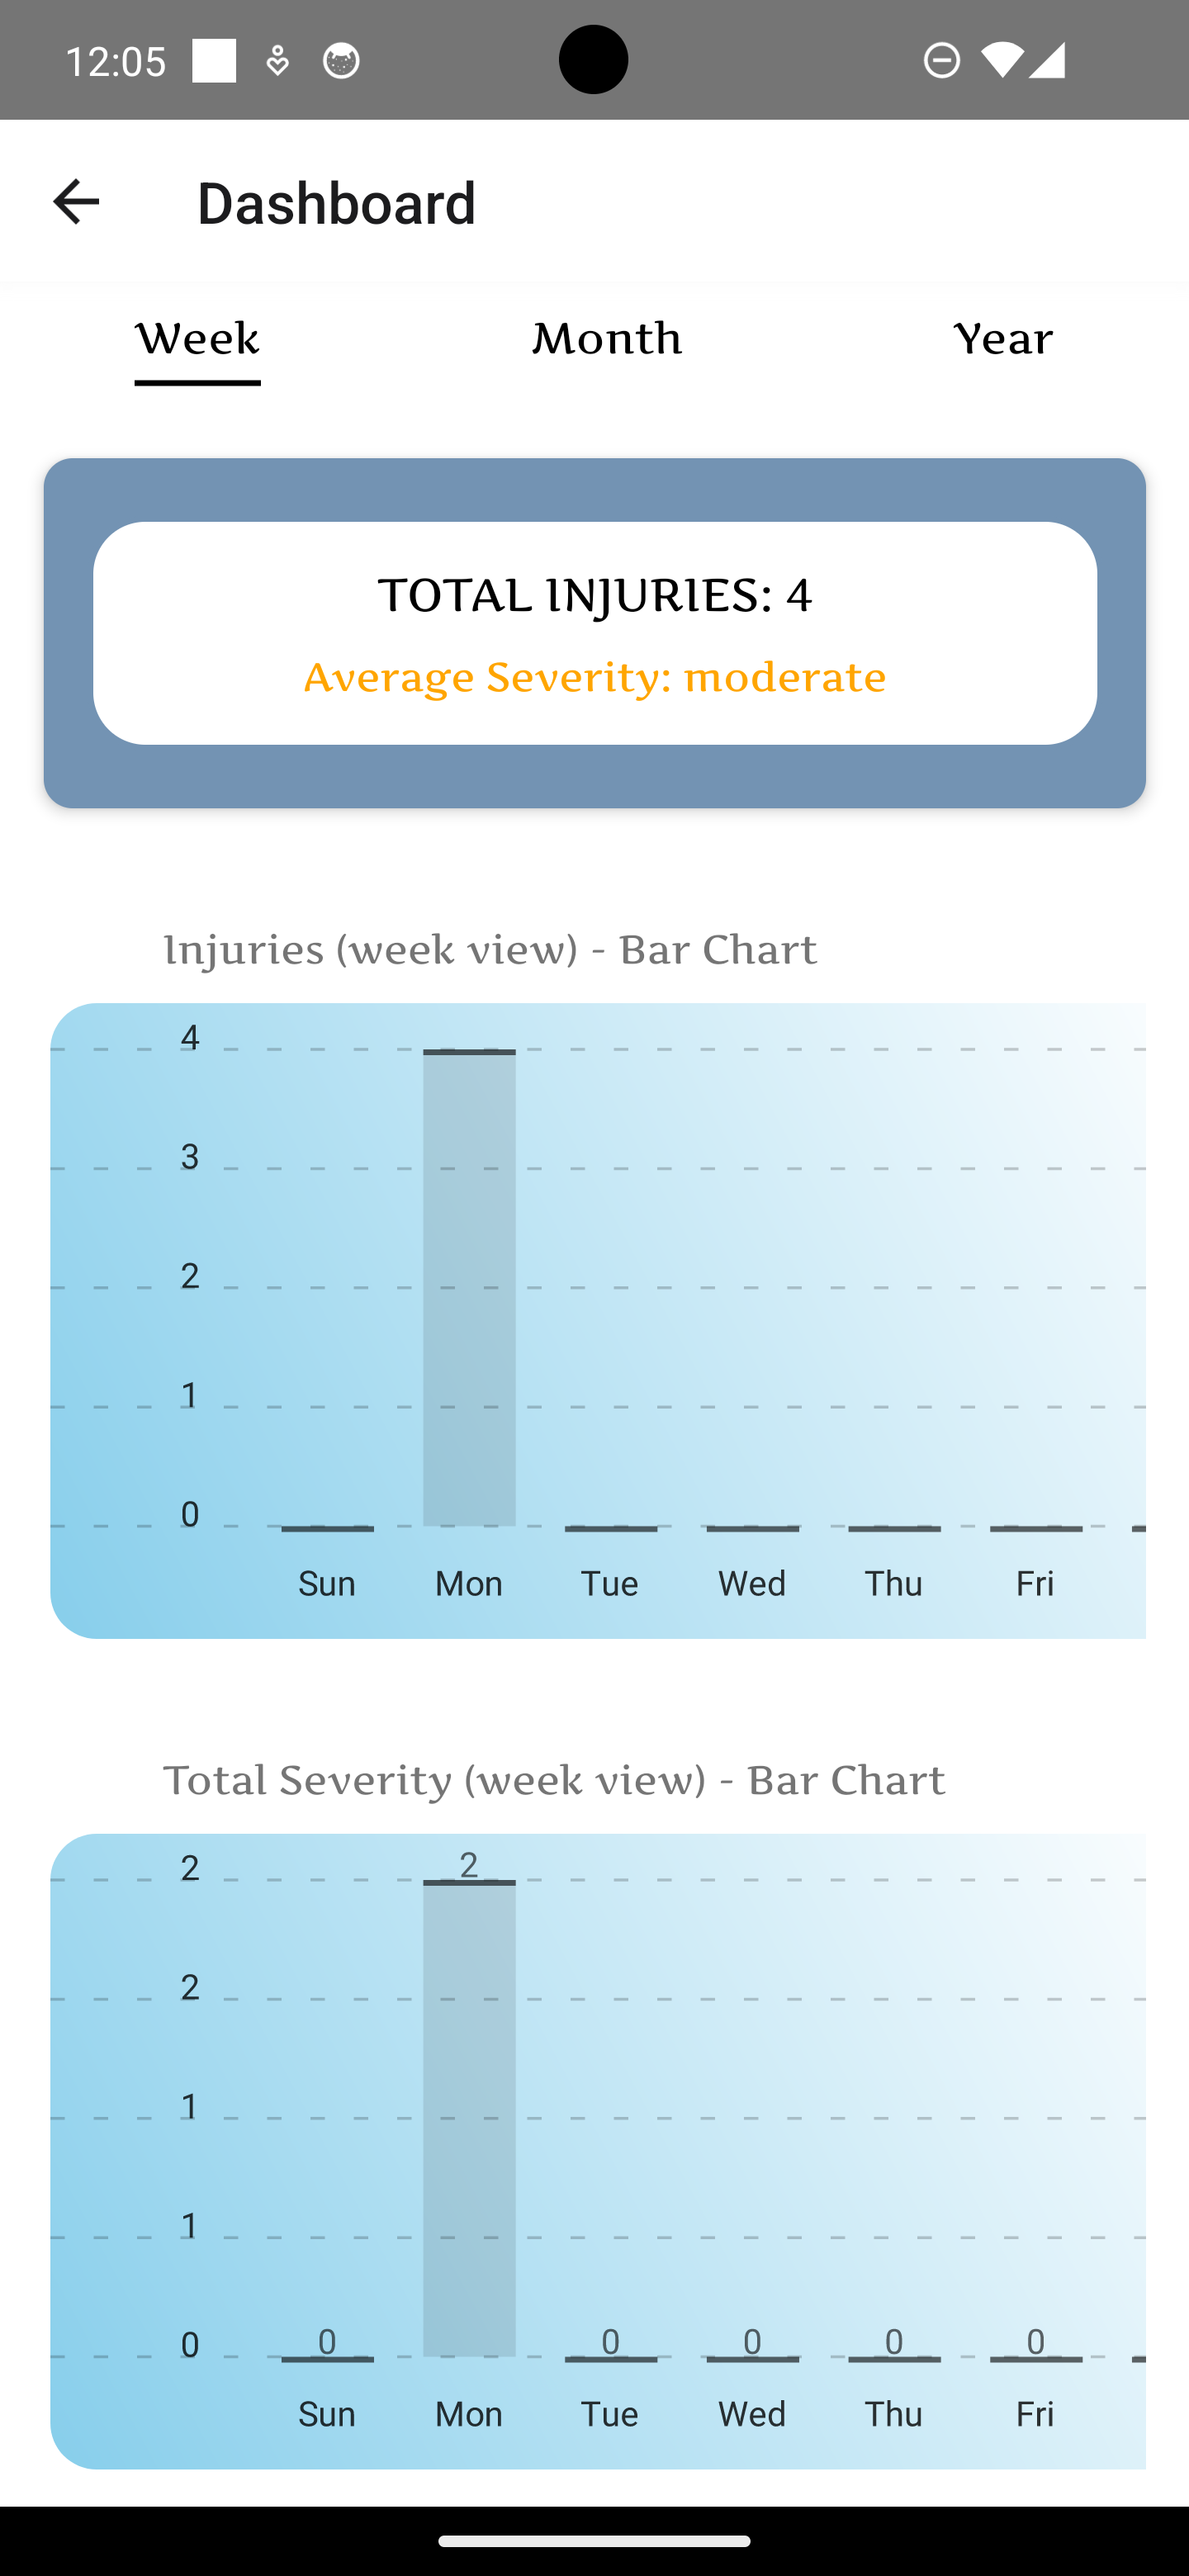 12:05
Dashboard
Week Month Year
TOTAL INJURIES: 4
Average Severity: moderate
Injuries (week view) - Bar Chart
4
3
2
1
0
Sun Mon Tue Wed Thu Fri
Total Severity (week view) - Bar Chart
2 2
2
1
1
0 0 0 0 0 0
Sun Mon Tue Wed Thu Fri